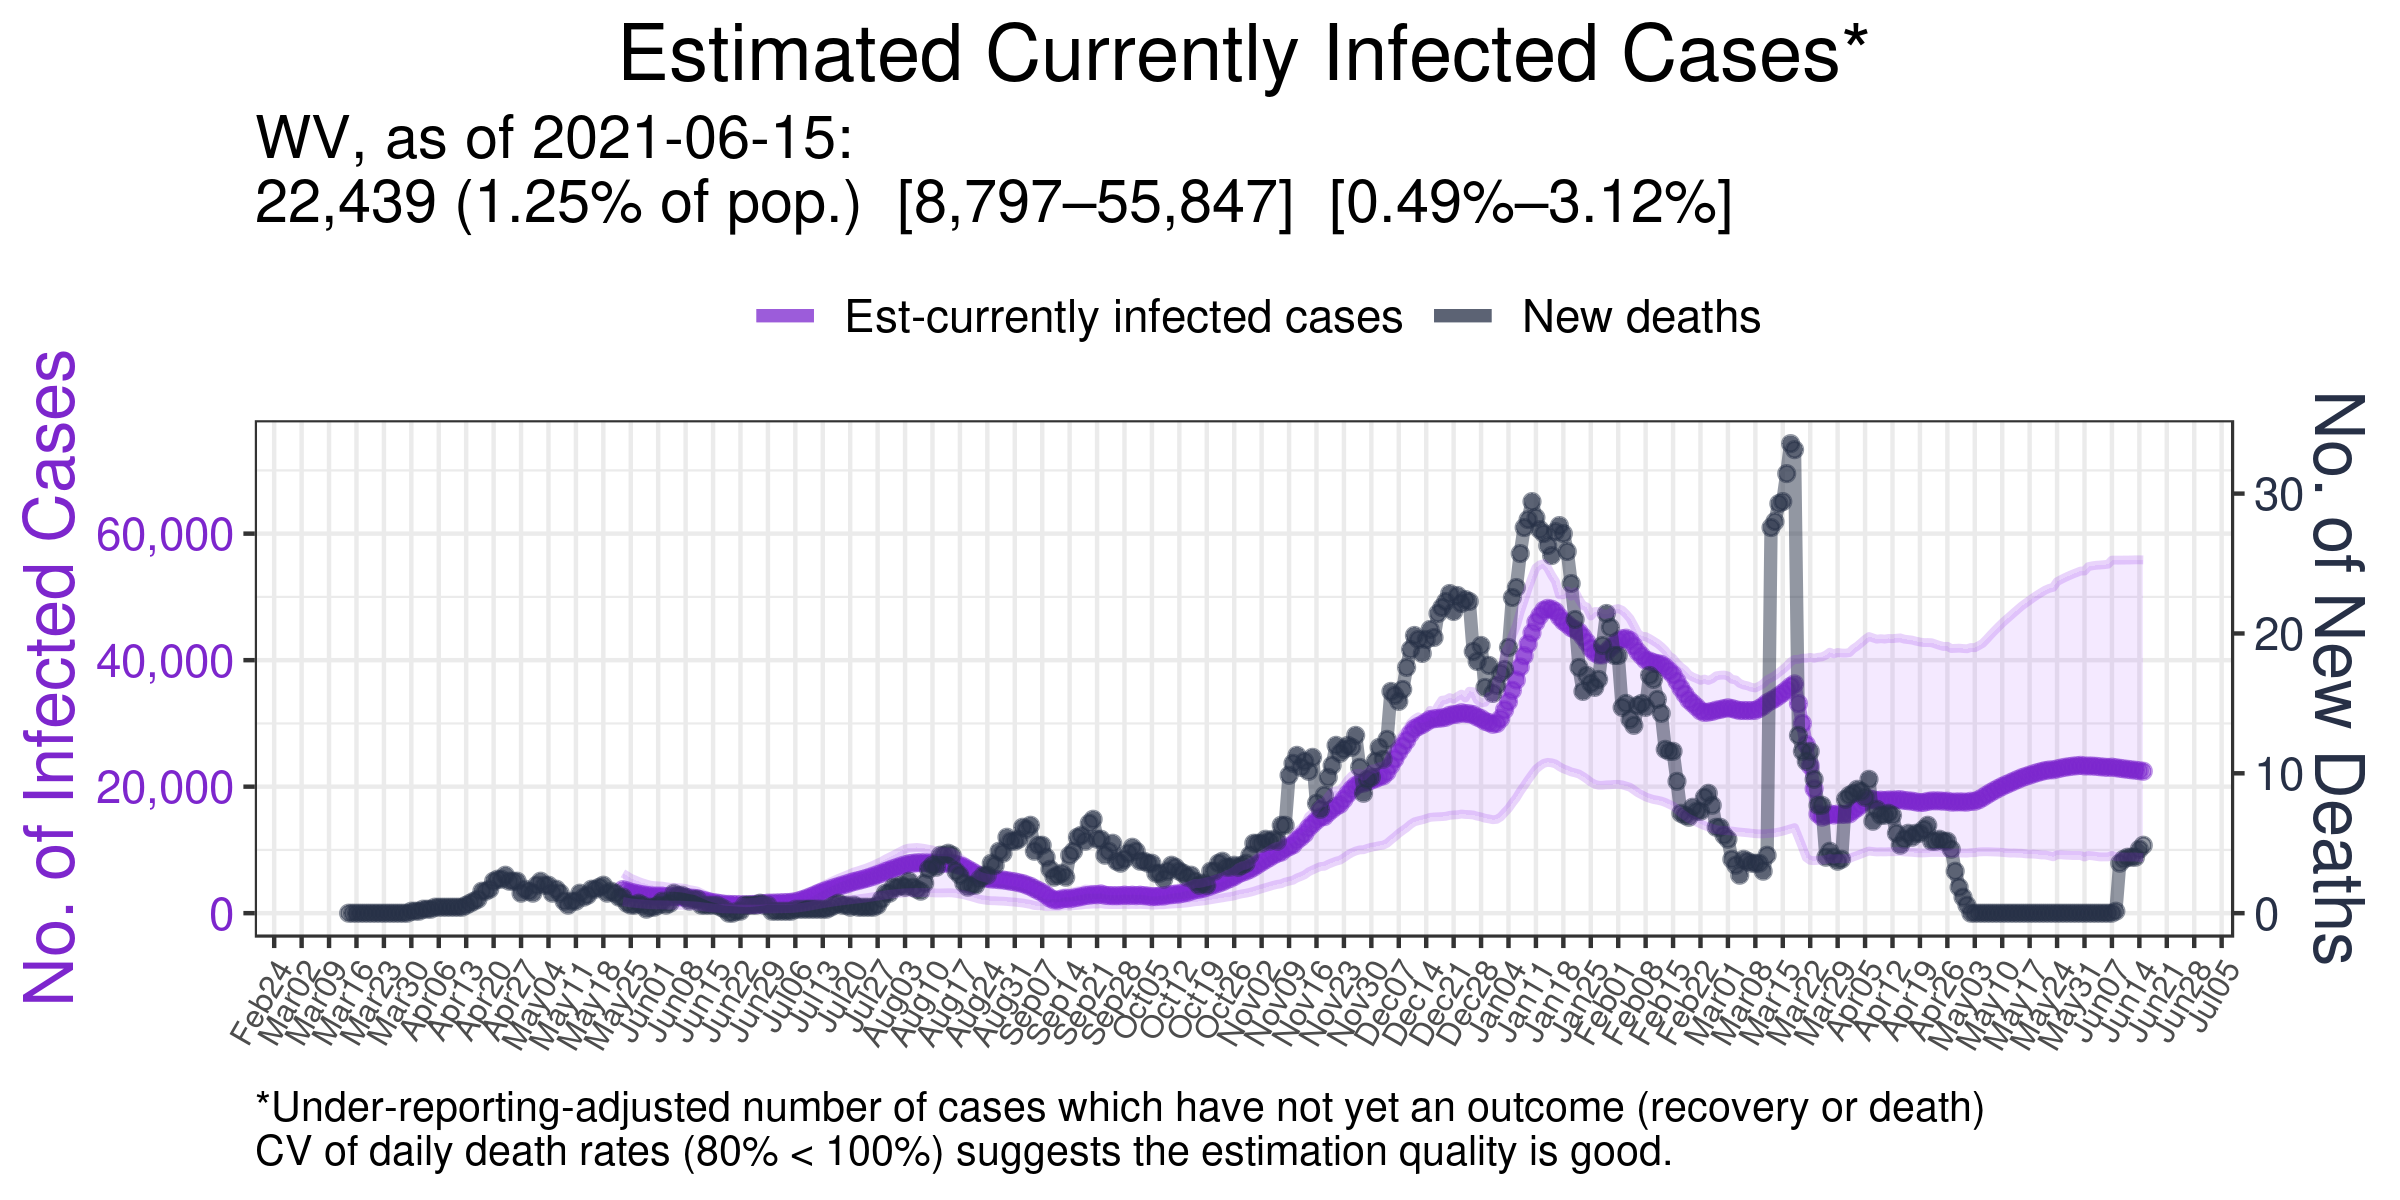 Estimated Currently Infected Cases*
WV, as of 2021-06-15:
22,439 (1.25% of pop.) [8,797–55,847] [0.49%–3.12%]
Est-currently infected cases
New deaths
No. of Infected Cases
60,000
40,000
20,000
0
30
20
10
0
No. of New Deaths
Feb24
Mar02
Mar09
Mar16
Mar23
Mar30
Apr06
Apr13
Apr20
Apr27
May04
May11
May18
May25
Jun01
Jun08
Jun15
Jun22
Jun29
Jul06
Jul13
Jul20
Jul27
Aug03
Aug10
Aug17
Aug24
Aug31
Sep07
Sep14
Sep21
Sep28
Oct05
Oct12
Oct19
Oct26
Nov02
Nov09
Nov16
Nov23
Nov30
Dec07
Dec14
Dec21
Dec28
Jan04
Jan11
Jan18
Jan25
Feb01
Feb08
Feb15
Feb22
Mar01
Mar08
Mar15
Mar22
Mar29
Apr05
Apr12
Apr19
Apr26
May03
May10
May17
May24
May31
Jun07
Jun14
Jun21
Jun28
Jul05
*Under-reporting-adjusted number of cases which have not yet an outcome (recovery or death)
CV of daily death rates (80% < 100%) suggests the estimation quality is good.